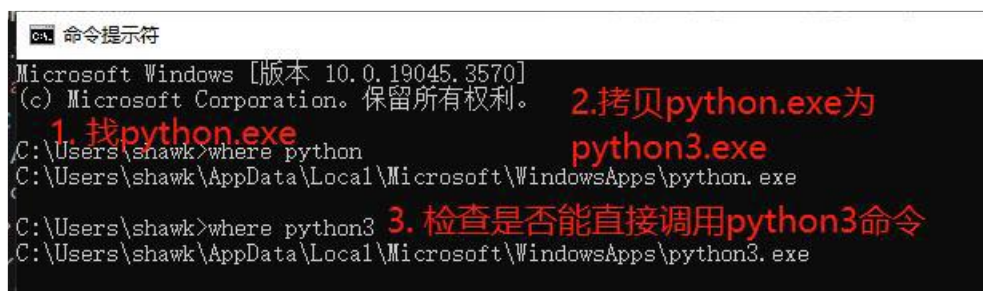 命令提示符
Microsoft Windows [版本 10.0.19045.3570]
(c) Microsoft Corporation。保留所有权利。
2.拷贝python.exe为
python3.exe
1. 找python.exe
C:\Users\shawk>where python
C:\Users\shawk\AppData\Local\Microsoft\WindowsApps\python.exe
C:\Users\shawk>where python3
3. 检查是否能直接调用python3命令
C:\Users\shawk\AppData\Local\Microsoft\WindowsApps\python3.exe